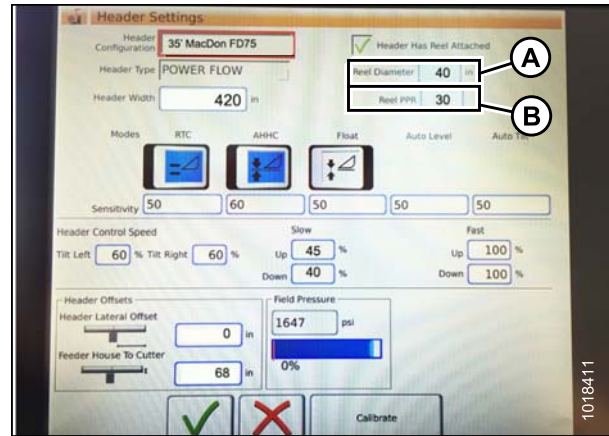 Header Settings
Header Configuration 35' MacDon FD75
Header Has Reel Attached
Header Type POWER FLOW
Reel Diameter 40 in
A
Header Width 420 in
Reel PPR 30
B
Modes RTC AHHC Float Auto Level Auto
Sensitivity 50 60 50 50 50
Header Control Speed Slow Fast
Tilt Left 60 % Tilt Right 60 % Up 45 % Up 100 %
Down 40 % Down 100 %
Header Offsets Field Pressure
Header Lateral Offset
0 in
1647 psi
Feeder House To Cutter
68 in
0%
Calibrate
1018411